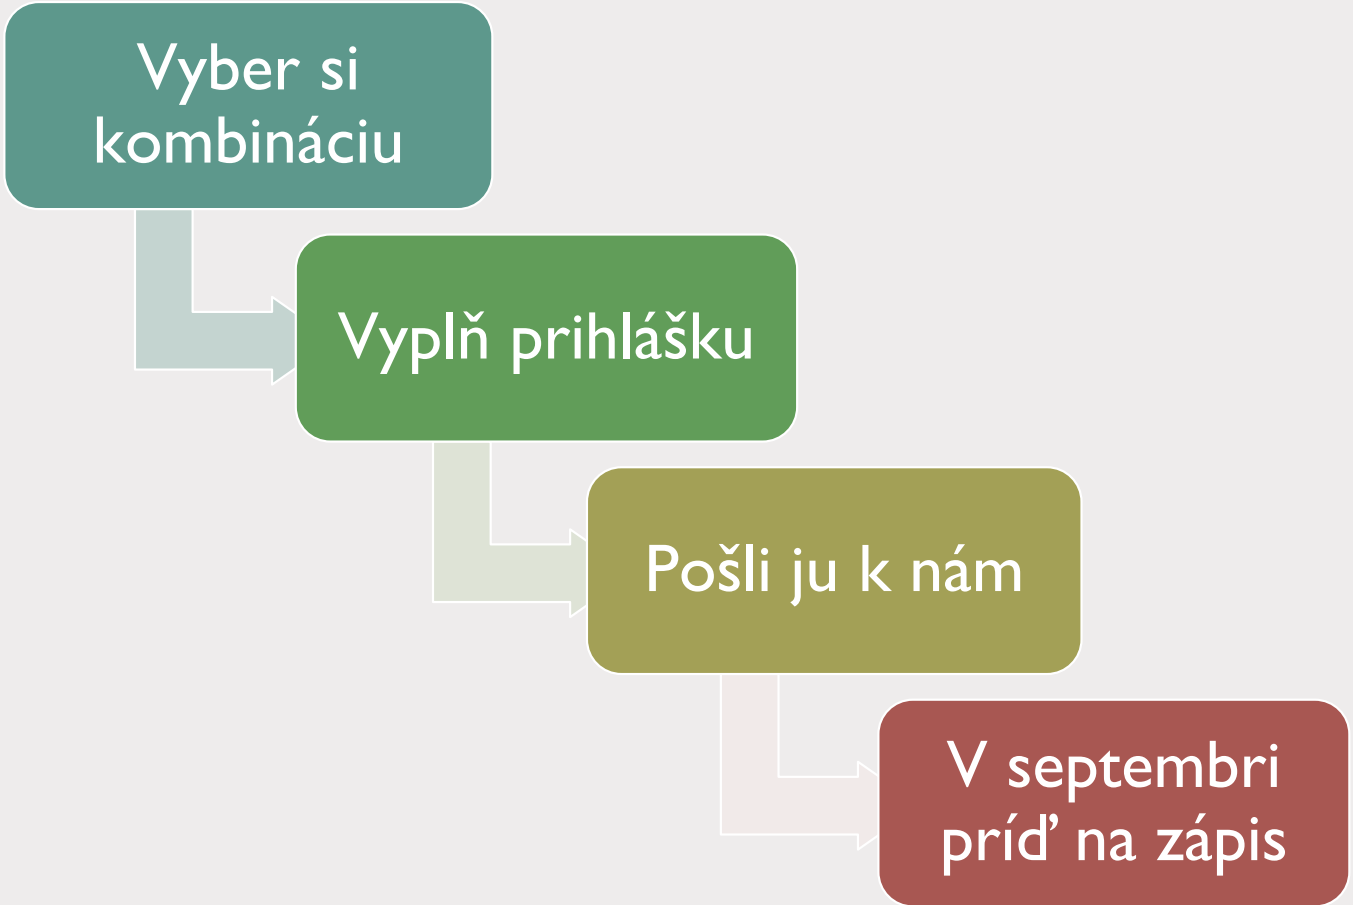 Vyber si
kombináciu
Vyplň prihlášku
Pošli ju k nám
V septembri
príď na zápis